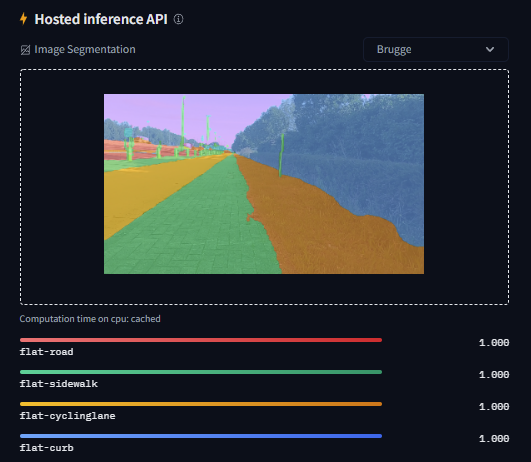 Hosted inference API
Image Segmentation
Brugge
Computation time on cpu: cached
1.000
flat-road
1.000
flat-sidewalk
1.000
flat-cyclinglane
1.000
flat-curb